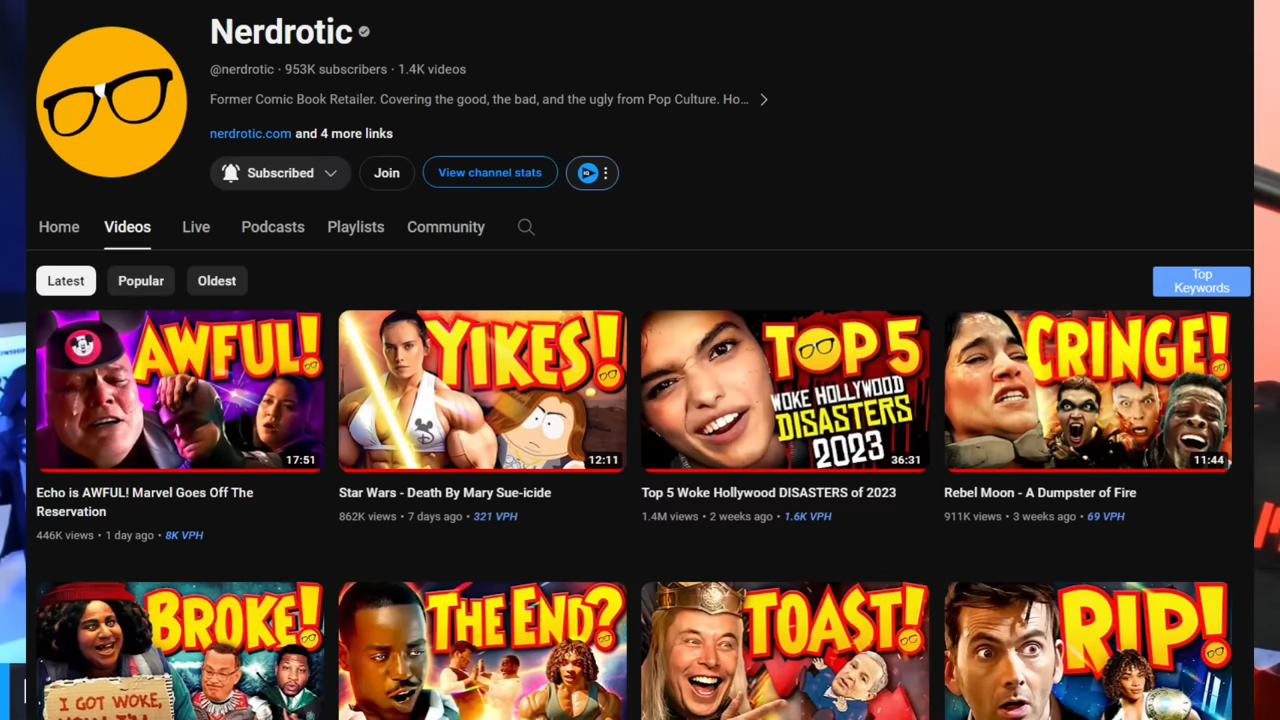 Nerdrotic
@nerdrotic · 953K subscribers · 1.4K videos
Former Comic Book Retailer. Covering the good, the bad, and the ugly from Pop Culture. Ho...
nerdrotic.com and 4 more links
Subscribed
Join
View channel stats
Home
Videos
Live
Podcasts
Playlists
Community
Latest
Popular
Oldest
Top
Keywords
AWFUL!
17:51
YIKES!
12:11
TOP 5
WOKE HOLLYWOOD
DISASTERS
2023
36:31
CRINGE!
11:44
Echo is AWFUL! Marvel Goes Off The
Reservation
446K views • 1 day ago • 8K VPH
Star Wars - Death By Mary Sue-icide
862K views • 7 days ago • 321 VPH
Top 5 Woke Hollywood DISASTERS of 2023
1.4M views • 2 weeks ago • 1.6K VPH
Rebel Moon - A Dumpster of Fire
911K views • 3 weeks ago • 69 VPH
BROKE!
I GOT WOKE,
THE END?
TOAST!
RIP!